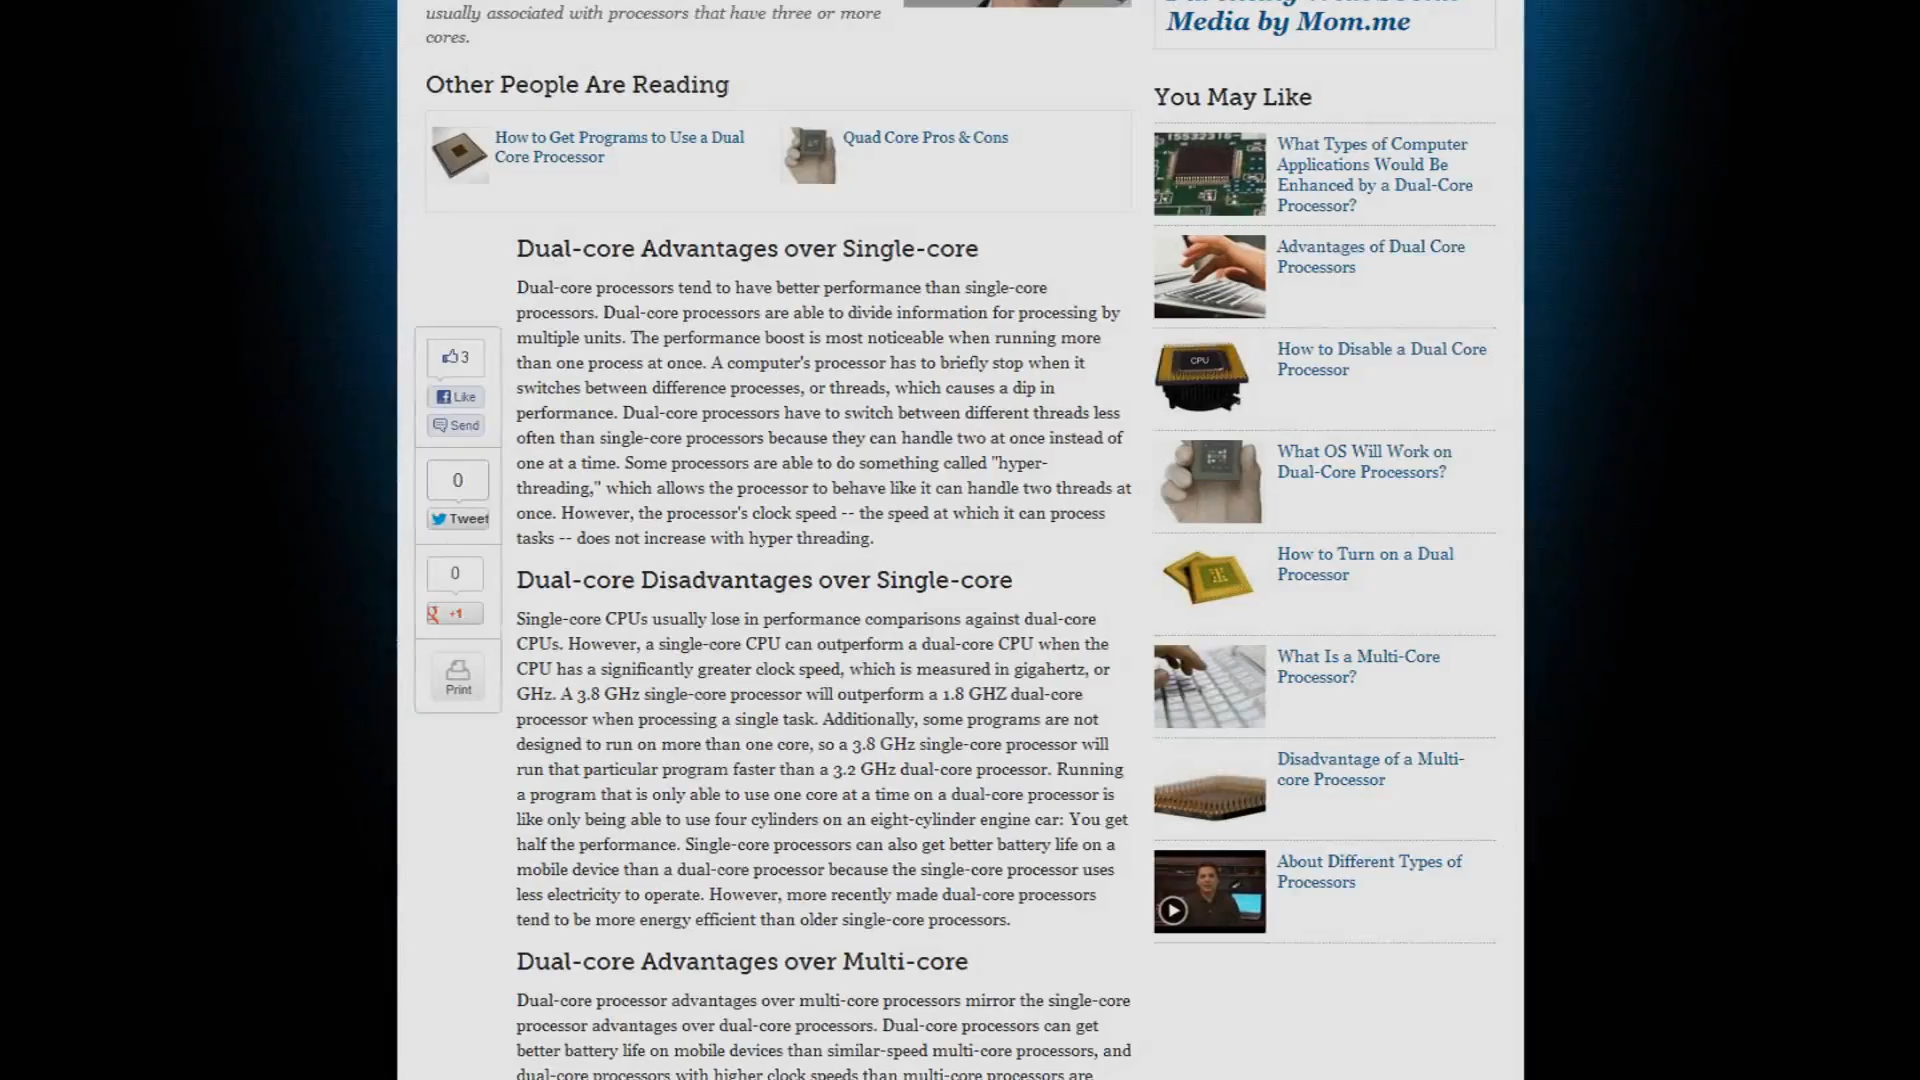 usually associated with processors that have three or more
cores.
Media by Mom.me
Other People Are Reading
How to Get Programs to Use a Dual
Core Processor
Quad Core Pros & Cons
Dual-core Advantages over Single-core
Dual-core processors tend to have better performance than single-core
processors. Dual-core processors are able to divide information for processing by
multiple units. The performance boost is most noticeable when running more
than one process at once. A computer's processor has to briefly stop when it
switches between difference processes, or threads, which causes a dip in
performance. Dual-core processors have to switch between different threads less
often than single-core processors because they can handle two at once instead of
one at a time. Some processors are able to do something called "hyper-
threading," which allows the processor to behave like it can handle two threads at
once. However, the processor's clock speed -- the speed at which it can process
tasks -- does not increase with hyper threading.
Dual-core Disadvantages over Single-core
Single-core CPUs usually lose in performance comparisons against dual-core
CPUs. However, a single-core CPU can outperform a dual-core CPU when the
CPU has a significantly greater clock speed, which is measured in gigahertz, or
GHz. A 3.8 GHz single-core processor will outperform a 1.8 GHZ dual-core
processor when processing a single task. Additionally, some programs are not
designed to run on more than one core, so a 3.8 GHz single-core processor will
run that particular program faster than a 3.2 GHz dual-core processor. Running
a program that is only able to use one core at a time on a dual-core processor is
like only being able to use four cylinders on an eight-cylinder engine car: You get
half the performance. Single-core processors can also get better battery life on a
mobile device than a dual-core processor because the single-core processor uses
less electricity to operate. However, more recently made dual-core processors
tend to be more energy efficient than older single-core processors.
Dual-core Advantages over Multi-core
Dual-core processor advantages over multi-core processors mirror the single-core
processor advantages over dual-core processors. Dual-core processors can get
better battery life on mobile devices than similar-speed multi-core processors, and
dual-core processors with higher clock speeds than multi-core processors are
3
Like
Send
0
Tweet
0
+1
Print
You May Like
What Types of Computer
Applications Would Be
Enhanced by a Dual-Core
Processor?
Advantages of Dual Core
Processors
CPU
How to Disable a Dual Core
Processor
What OS Will Work on
Dual-Core Processors?
How to Turn on a Dual
Processor
What Is a Multi-Core
Processor?
Disadvantage of a Multi-
core Processor
About Different Types of
Processors